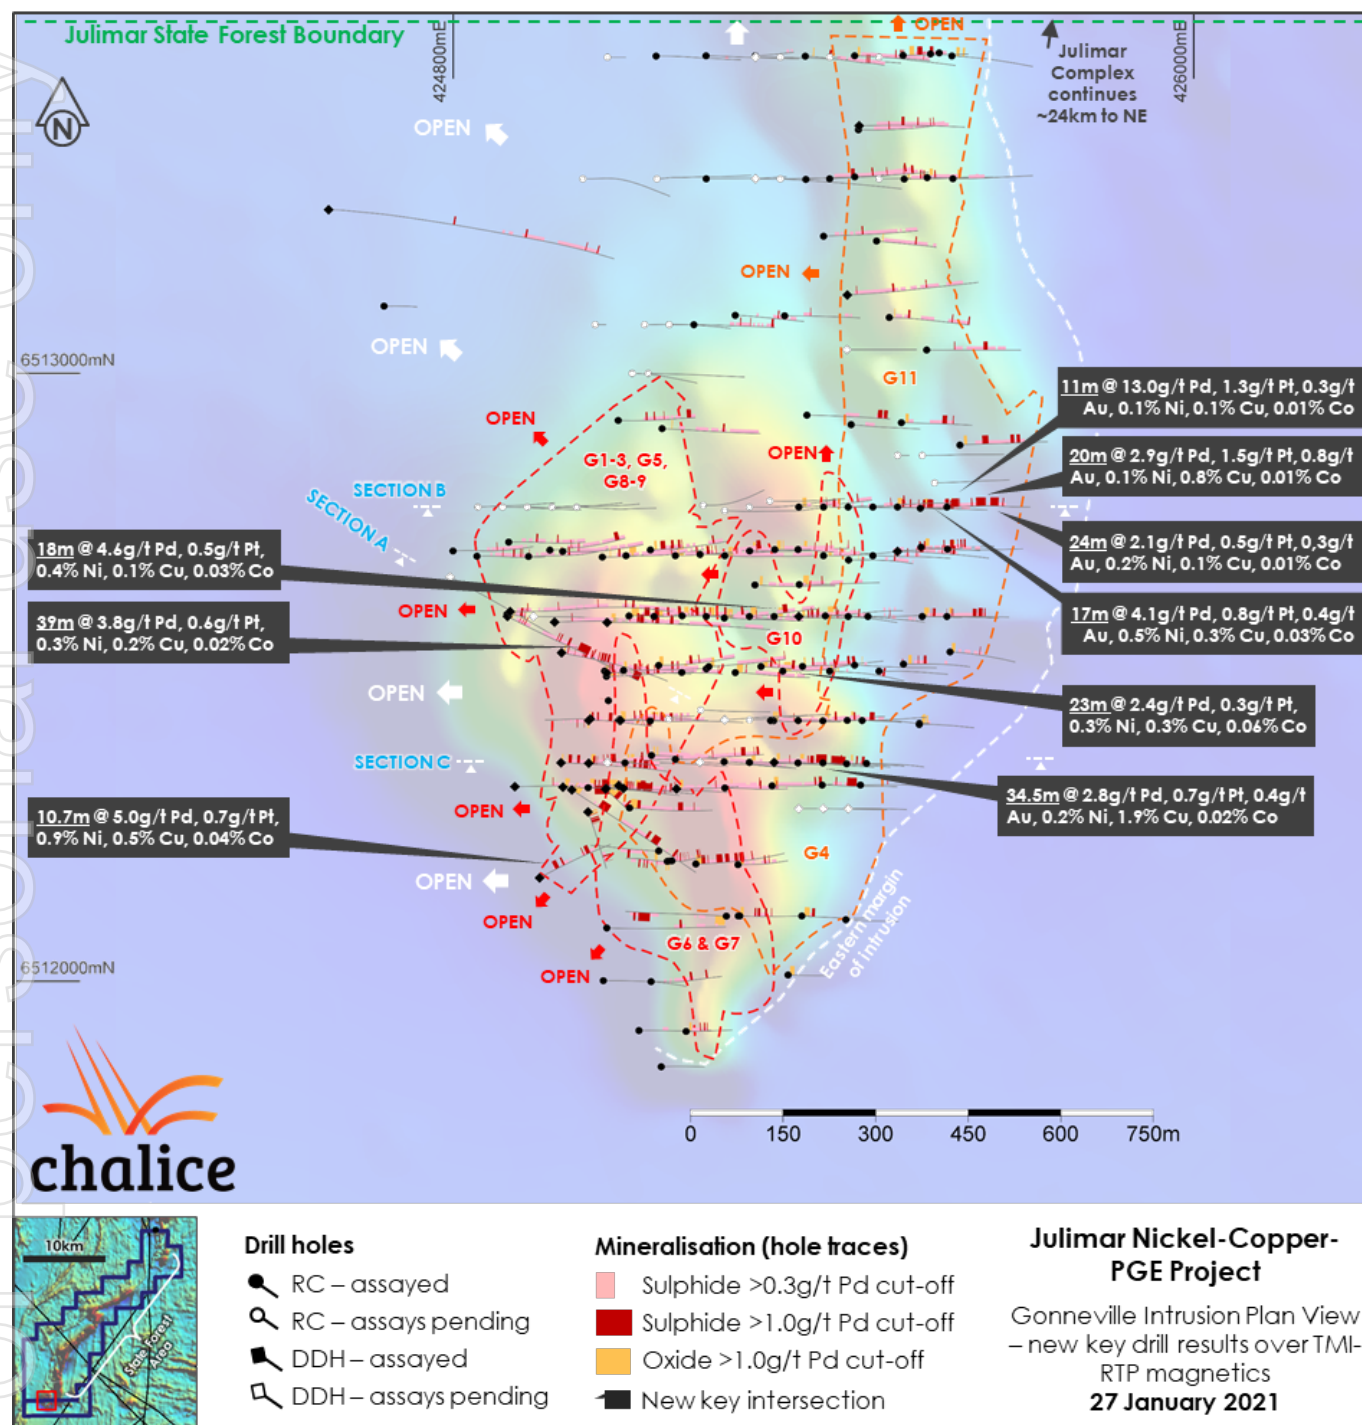 Julimar State Forest Boundary
424800mE
OPEN
426000mE
Julimar
Complex
continues
~24km to NE
N
OPEN
OPEN
OPEN
6513000mN
G11
OPEN
OPEN
G1-3, G5,
G8-9
SECTION B
SECTION A
11m @ 13.0g/t Pd, 1.3g/t Pt, 0.3g/t
Au, 0.1% Ni, 0.1% Cu, 0.01% Co
20m @ 2.9g/t Pd, 1.5g/t Pt, 0.8g/t
Au, 0.1% Ni, 0.8% Cu, 0.01% Co
24m @ 2.1g/t Pd, 0.5g/t Pt, 0.3g/t
Au, 0.2% Ni, 0.1% Cu, 0.01% Co
17m @ 4.1g/t Pd, 0.8g/t Pt, 0.4g/t
Au, 0.5% Ni, 0.3% Cu, 0.03% Co
18m @ 4.6g/t Pd, 0.5g/t Pt,
0.4% Ni, 0.1% Cu, 0.03% Co
OPEN
39m @ 3.8g/t Pd, 0.6g/t Pt,
0.3% Ni, 0.2% Cu, 0.02% Co
G10
OPEN
23m @ 2.4g/t Pd, 0.3g/t Pt,
0.3% Ni, 0.3% Cu, 0.06% Co
SECTION C
34.5m @ 2.8g/t Pd, 0.7g/t Pt, 0.4g/t
Au, 0.2% Ni, 1.9% Cu, 0.02% Co
OPEN
10.7m @ 5.0g/t Pd, 0.7g/t Pt,
0.9% Ni, 0.5% Cu, 0.04% Co
G4
OPEN
OPEN
Eastern margin
of intrusion
G6 & G7
OPEN
6512000mN
chalice
0 150 300 450 600 750m
10km
State Forest
Area
Drill holes
RC – assayed
RC – assays pending
DDH – assayed
DDH – assays pending
Mineralisation (hole traces)
Sulphide >0.3g/t Pd cut-off
Sulphide >1.0g/t Pd cut-off
Oxide >1.0g/t Pd cut-off
New key intersection
Julimar Nickel-Copper-
PGE Project
Gonneville Intrusion Plan View
– new key drill results over TMI-
RTP magnetics
27 January 2021